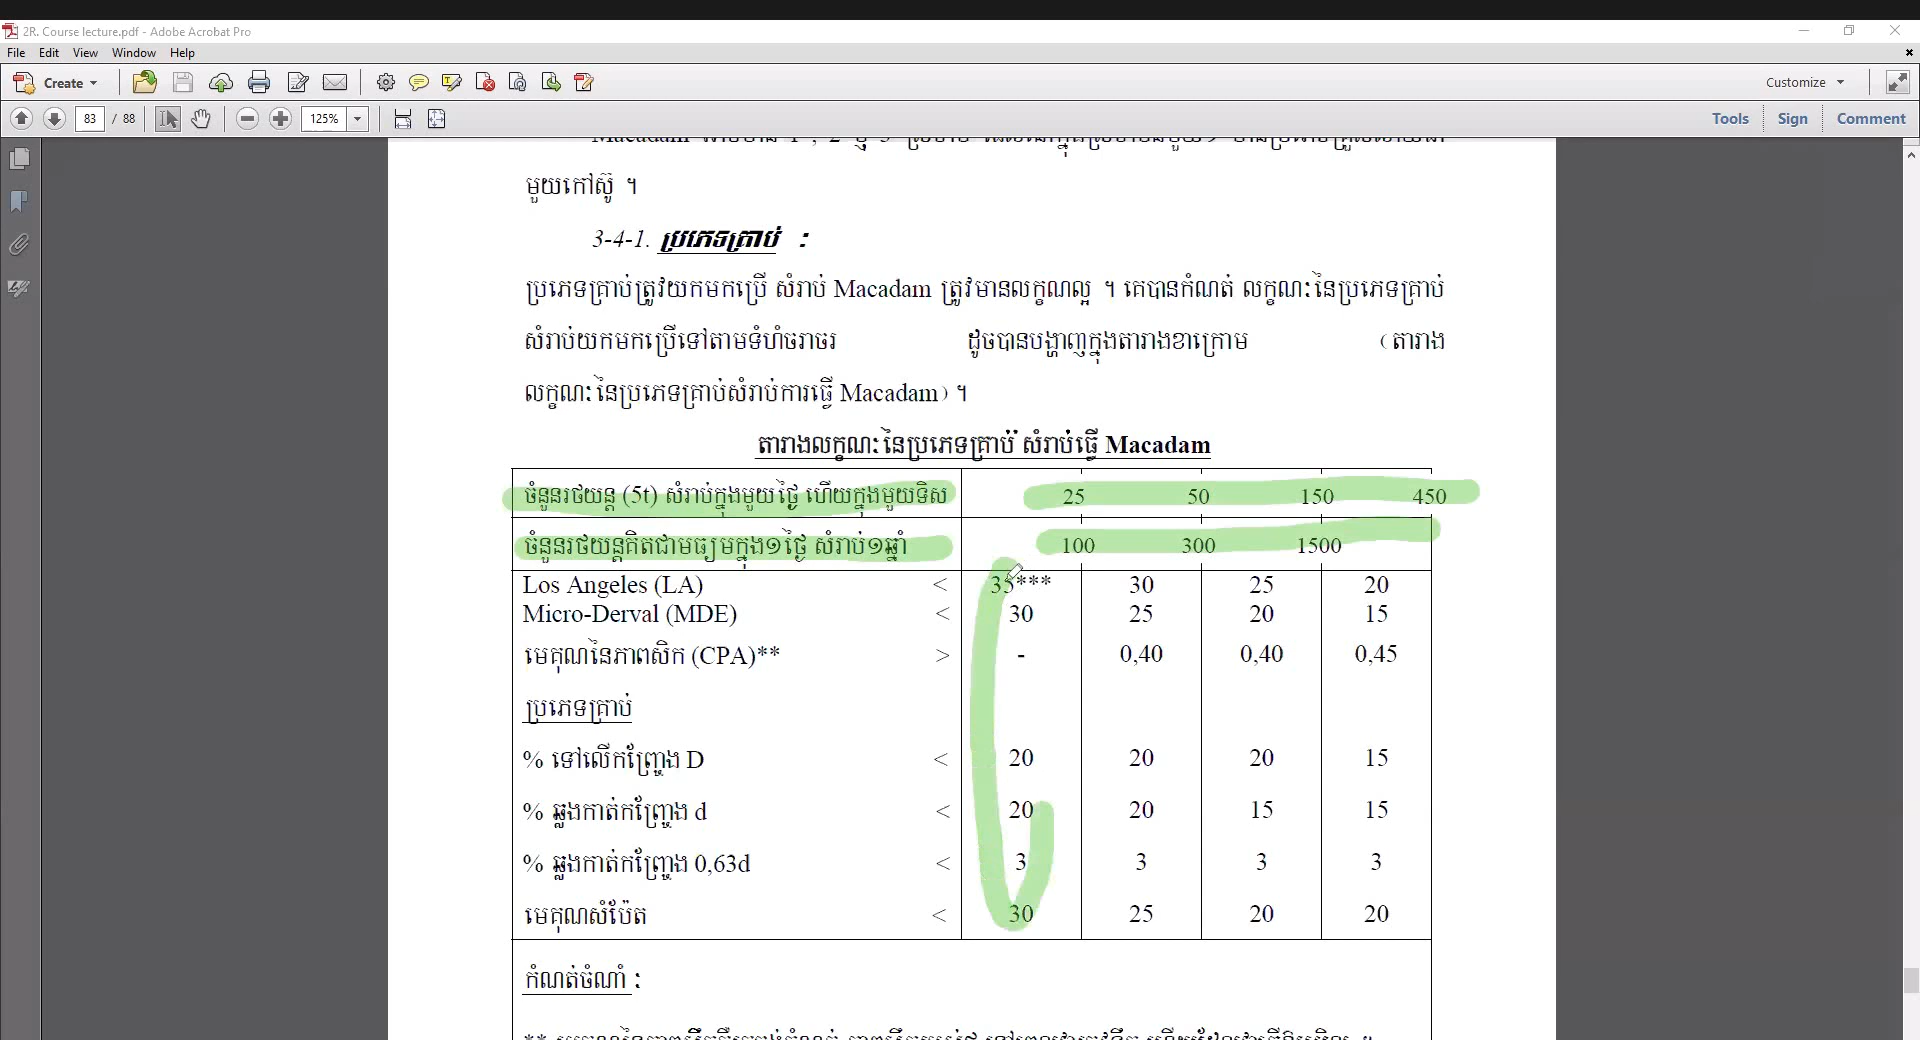 2R. Course lecture.pdf - Adobe Acrobat Pro
File Edit View Window Help
Create
Customize
83 / 88 125%
Tools Sign Comment
មួយកៅស៊ូ ។
3-4-1. ប្រភេទគ្រាប់ :
ប្រភេទគ្រាប់ត្រូវយកមកប្រើ សំរាប់ Macadam ត្រូវមានលក្ខណល្អ ។ គេបានកំណត់ លក្ខណៈនៃប្រភេទគ្រាប់
សំរាប់យកមកប្រើទៅតាមទំហំចរាចរ ដូចបានបង្ហាញក្នុងតារាងខាក្រោម (តារាង
លក្ខណៈនៃប្រភេទគ្រាប់សំរាប់ការធ្វើ Macadam) ។
តារាងលក្ខណៈនៃប្រភេទគ្រាប់ សំរាប់ធ្វើ Macadam
ចំនួនរថយន្ត (5t) សំរាប់ក្នុងមួយថ្ងៃ ហើយក្នុងមួយទិស 25 50 150 450
ចំនួនរថយន្តគិតជាមធ្យមក្នុង១ថ្ងៃ សំរាប់១ឆ្នាំ 100 300 1500
Los Angeles (LA) < 35*** 30 25 20
Micro-Derval (MDE) < 30 25 20 15
មេគុណនៃភាពសិក (CPA)** > - 0,40 0,40 0,45
ប្រភេទគ្រាប់
% ទៅលើកញ្ច្រែង D < 20 20 20 15
% ឆ្លងកាត់កញ្ច្រែង d < 20 20 15 15
% ឆ្លងកាត់កញ្ច្រែង 0,63d < 3 3 3 3
មេគុណសំប៉ែត < 30 25 20 20
កំណត់ចំណាំ :